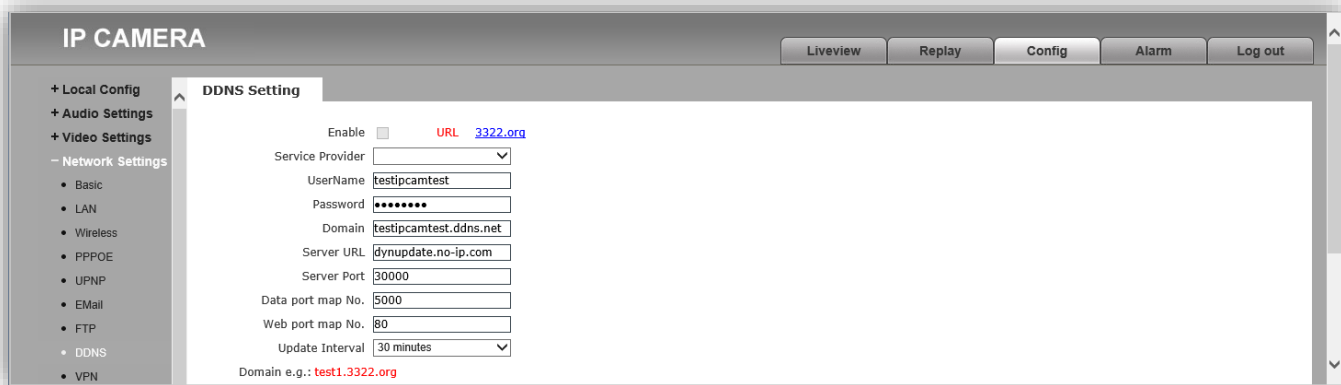 IP CAMERA
Liveview Replay Config Alarm Log out
+ Local Config
+ Audio Settings
+ Video Settings
− Network Settings
• Basic
• LAN
• Wireless
• PPPOE
• UPNP
• EMail
• FTP
• DDNS
• VPN
DDNS Setting
Enable URL 3322.org
Service Provider
UserName testipcamtest
Password ••••••••
Domain testipcamtest.ddns.net
Server URL dynupdate.no-ip.com
Server Port 30000
Data port map No. 5000
Web port map No. 80
Update Interval 30 minutes
Domain e.g.: test1.3322.org